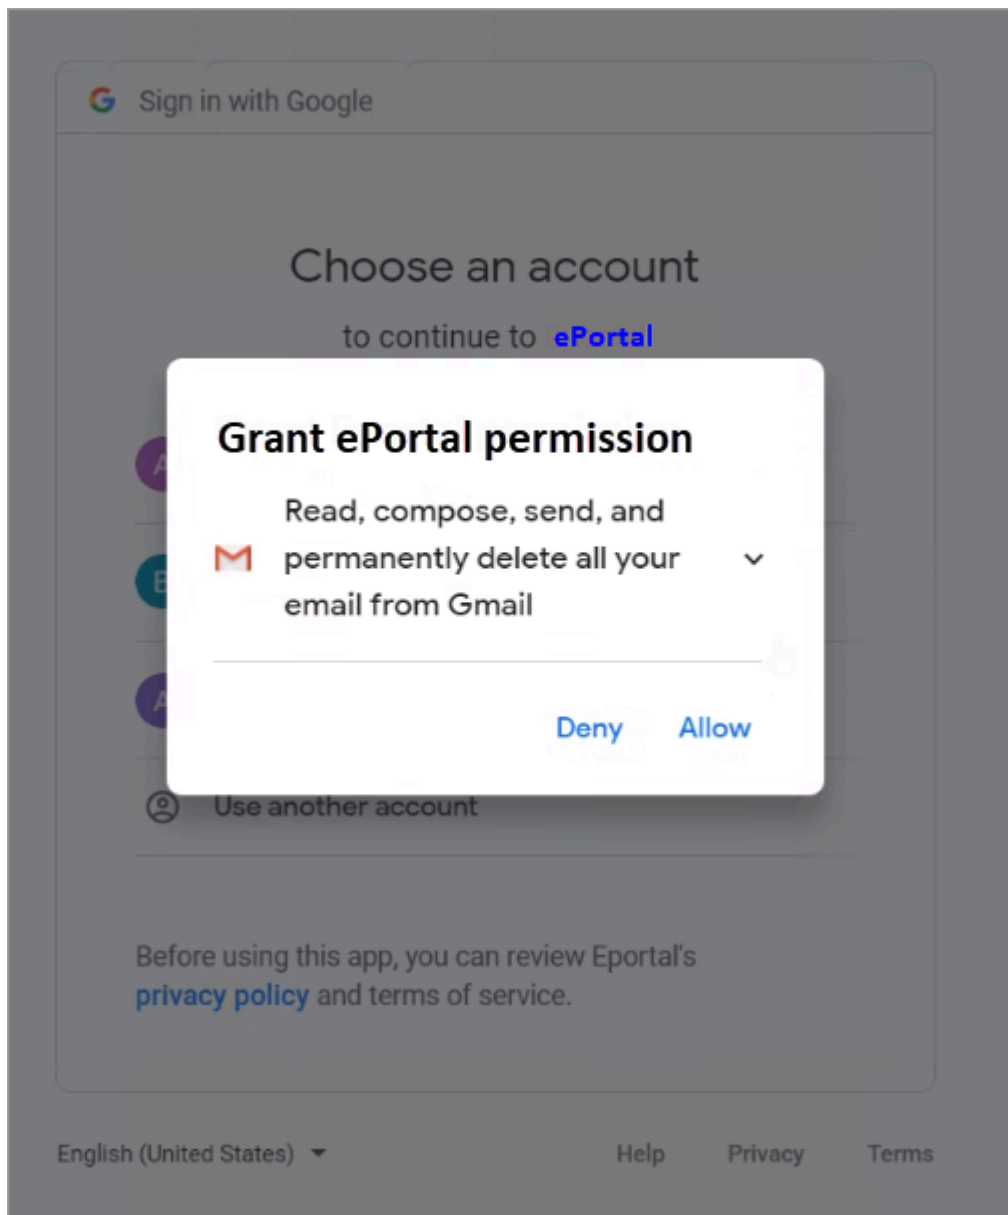 Sign in with Google
Choose an account
to continue to ePortal
Grant ePortal permission
Read, compose, send, and
permanently delete all your
email from Gmail
Deny Allow
Use another account
Before using this app, you can review Eportal's
privacy policy and terms of service.
English (United States) Help Privacy Terms